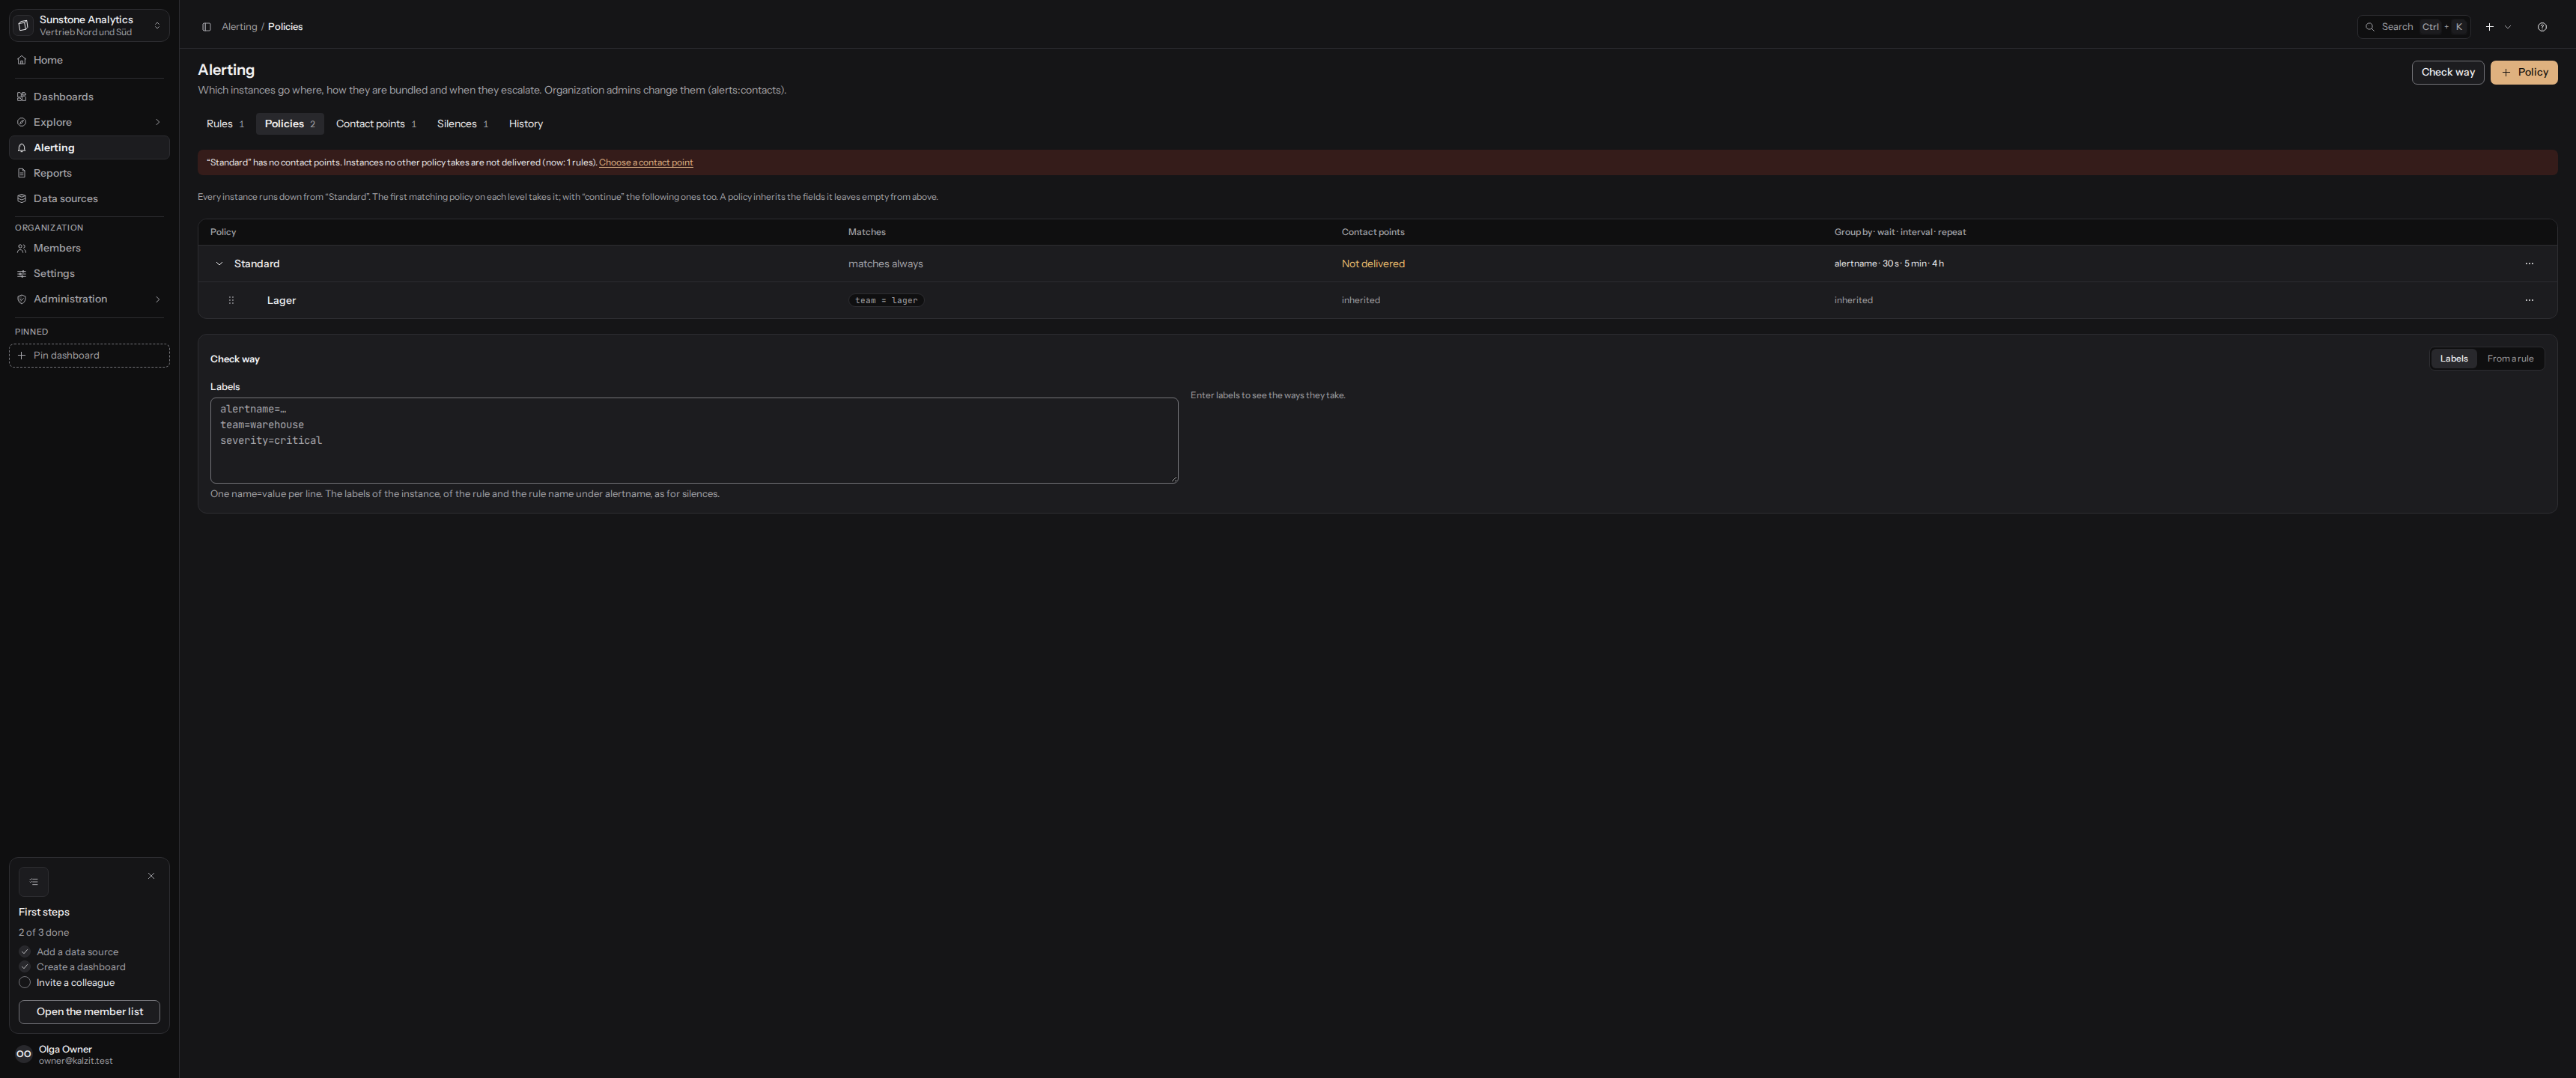 Sunstone Analytics
Vertrieb Nord und Süd
Home
Dashboards
Explore
Alerting
Reports
Data sources
ORGANIZATION
Members
Settings
Administration
PINNED
Pin dashboard
First steps
2 of 3 done
Add a data source
Create a dashboard
Invite a colleague
Open the member list
OO
Olga Owner
owner@kalzit.test
Alerting / Policies
Search Ctrl + K
Alerting
Which instances go where, how they are bundled and when they escalate. Organization admins change them (alerts:contacts).
Check way
Policy
Rules 1
Policies 2
Contact points 1
Silences 1
History
“Standard” has no contact points. Instances no other policy takes are not delivered (now: 1 rules). Choose a contact point
Every instance runs down from “Standard”. The first matching policy on each level takes it; with “continue” the following ones too. A policy inherits the fields it leaves empty from above.
Policy Matches Contact points Group by · wait · interval · repeat
Standard matches always Not delivered alertname · 30 s · 5 min · 4 h
Lager team = lager inherited inherited
Check way
Labels From a rule
Labels
alertname=…
team=warehouse
severity=critical
Enter labels to see the ways they take.
One name=value per line. The labels of the instance, of the rule and the rule name under alertname, as for silences.